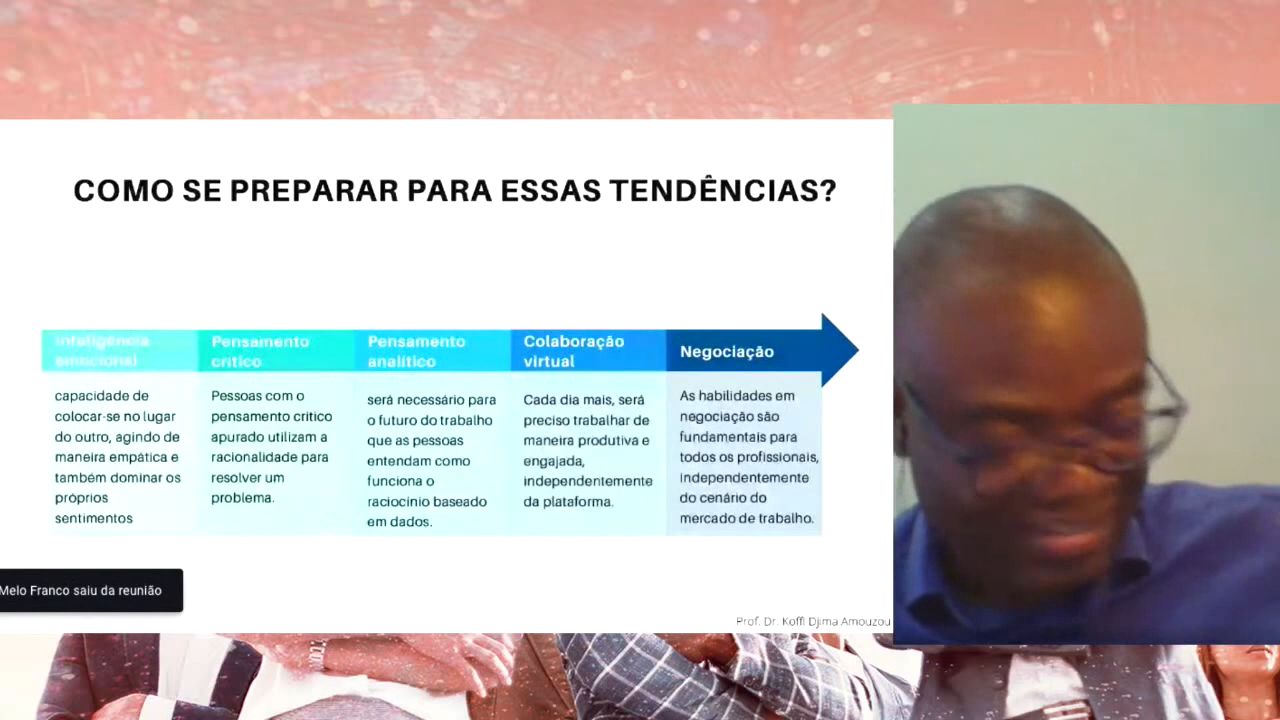 COMO SE PREPARAR PARA ESSAS TENDÊNCIAS?
Inteligência
emocional
capacidade de
colocar-se no lugar
do outro, agindo de
maneira empática e
também dominar os
próprios
sentimentos
Pensamento
crítico
Pessoas com o
pensamento crítico
apurado utilizam a
racionalidade para
resolver um
problema.
Pensamento
analítico
será necessário para
o futuro do trabalho
que as pessoas
entendam como
funciona o
raciocínio baseado
em dados.
Colaboração
virtual
Cada dia mais, será
preciso trabalhar de
maneira produtiva e
engajada,
independentemente
da plataforma.
Negociação
As habilidades em
negociação são
fundamentais para
todos os profissionais,
independentemente
do cenário do
mercado de trabalho.
Melo Franco saiu da reunião
Prof. Dr. Koffi Djima Amouzou